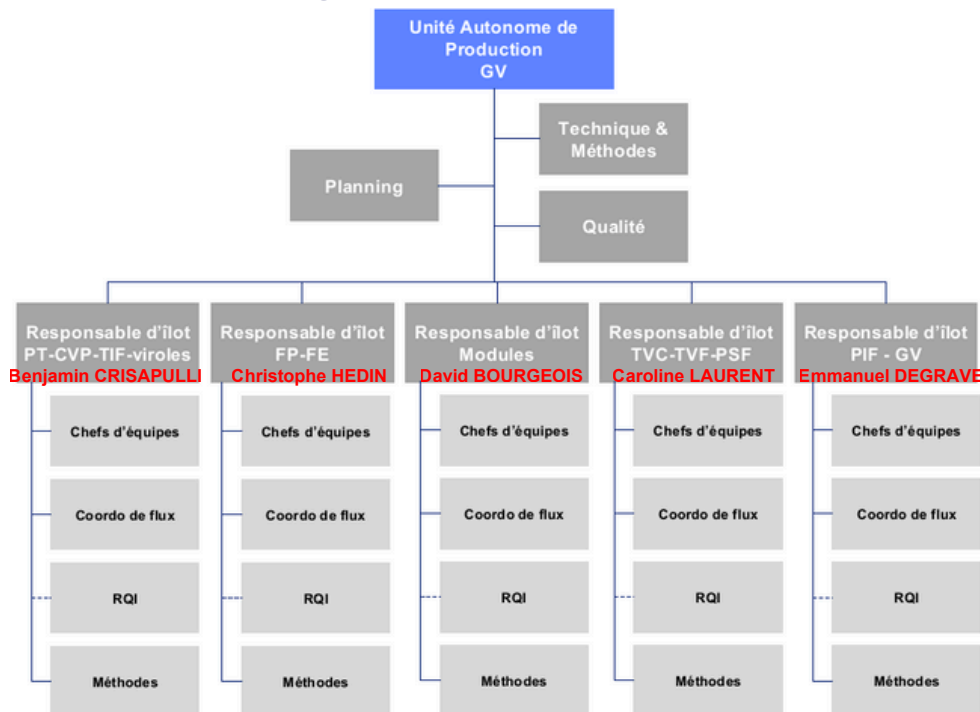 Unité Autonome de
Production
GV
Technique &
Méthodes
Planning
Qualité
Responsable d'îlot
PT-CVP-TIF-viroles
Benjamin CRISAPULLI
Responsable d'îlot
FP-FE
Christophe HEDIN
Responsable d'îlot
Modules
David BOURGEOIS
Responsable d'îlot
TVC-TVF-PSF
Caroline LAURENT
Responsable d'îlot
PIF - GV
Emmanuel DEGRAVE
Chefs d'équipes
Chefs d'équipes
Chefs d'équipes
Chefs d'équipes
Chefs d'équipes
Coordo de flux
Coordo de flux
Coordo de flux
Coordo de flux
Coordo de flux
RQI
RQI
RQI
RQI
RQI
Méthodes
Méthodes
Méthodes
Méthodes
Méthodes